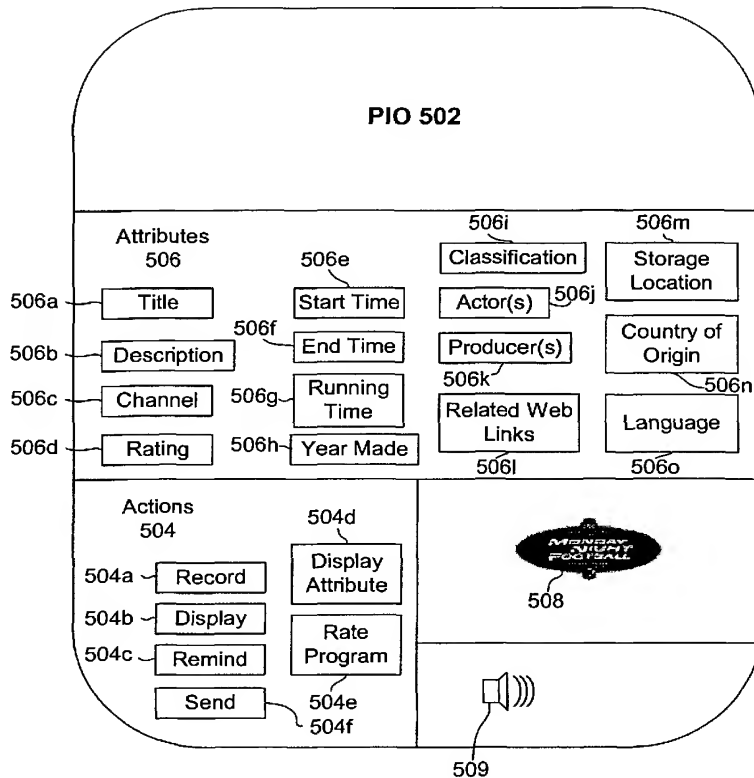 PIO 502
Attributes
506
506a
Title
506b
Description
506c
Channel
506d
Rating
506e
Start Time
506f
End Time
506g
Running
Time
506h
Year Made
506i
Classification
Actor(s)
506j
Producer(s)
506k
Related Web
Links
506l
506m
Storage
Location
Country of
Origin
506n
Language
506o
Actions
504
504a
Record
504b
Display
504c
Remind
Send
504f
504d
Display
Attribute
Rate
Program
504e
MONDAY
NIGHT
FOOTBALL
508
509